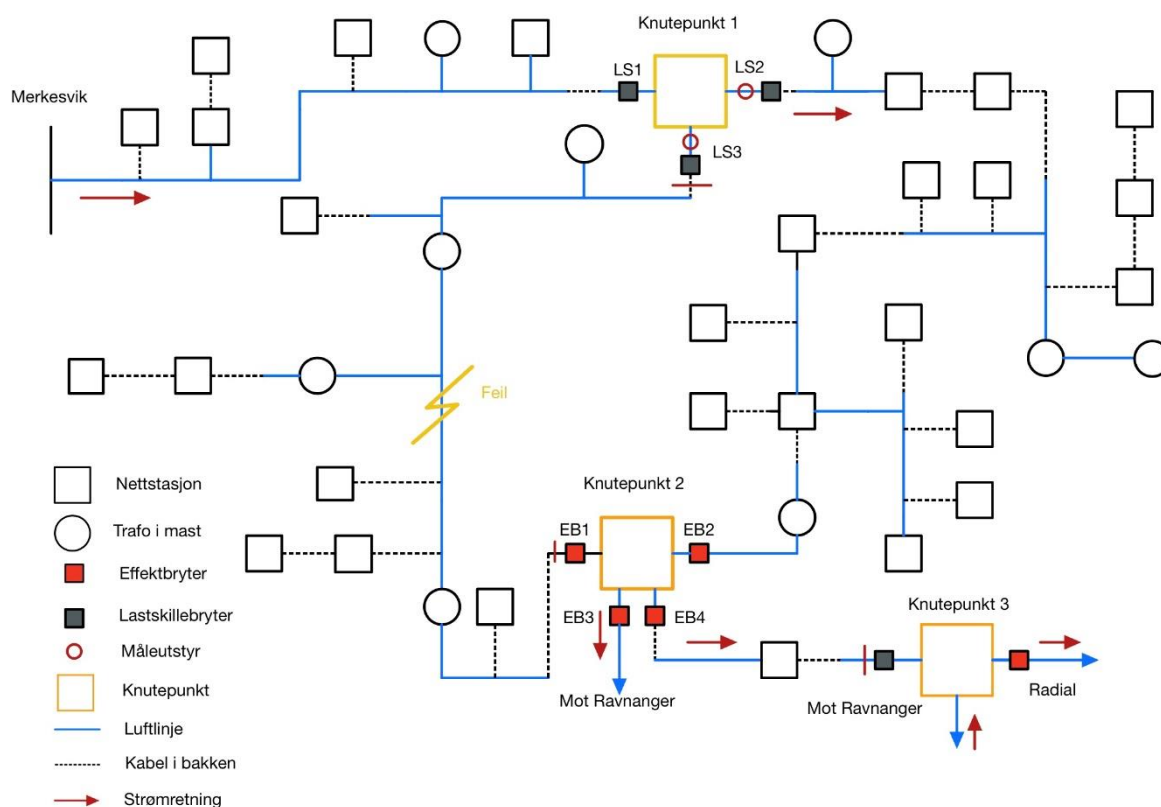 Knutepunkt 1
LS1
LS2
Merkesvik
LS3
Feil
Nettstasjon
Trafo i mast
Effektbryter
Lastskillebryter
Måleutstyr
Knutepunkt
Luftlinje
Kabel i bakken
Strømretning
Knutepunkt 2
EB1
EB2
EB3
EB4
Mot Ravnanger
Knutepunkt 3
Mot Ravnanger
Radial